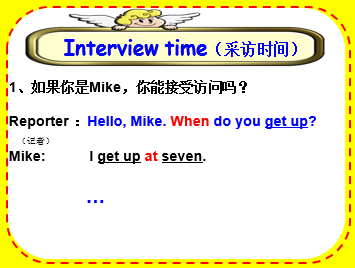 Interview time（采访时间）
1、如果你是Mike，你能接受访问吗？
Reporter ：Hello, Mike. When do you get up?
（记者）
Mike: I get up at seven.
…